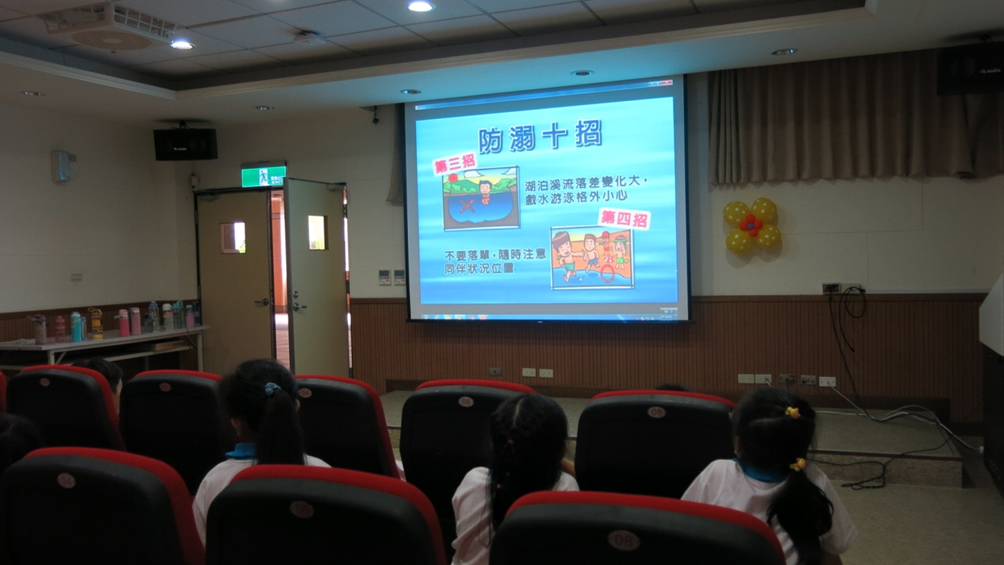 防溺十招
第三招
湖泊溪流落差變化大，
戲水游泳格外小心
第四招
不要落單，隨時注意
同伴狀況位置
08